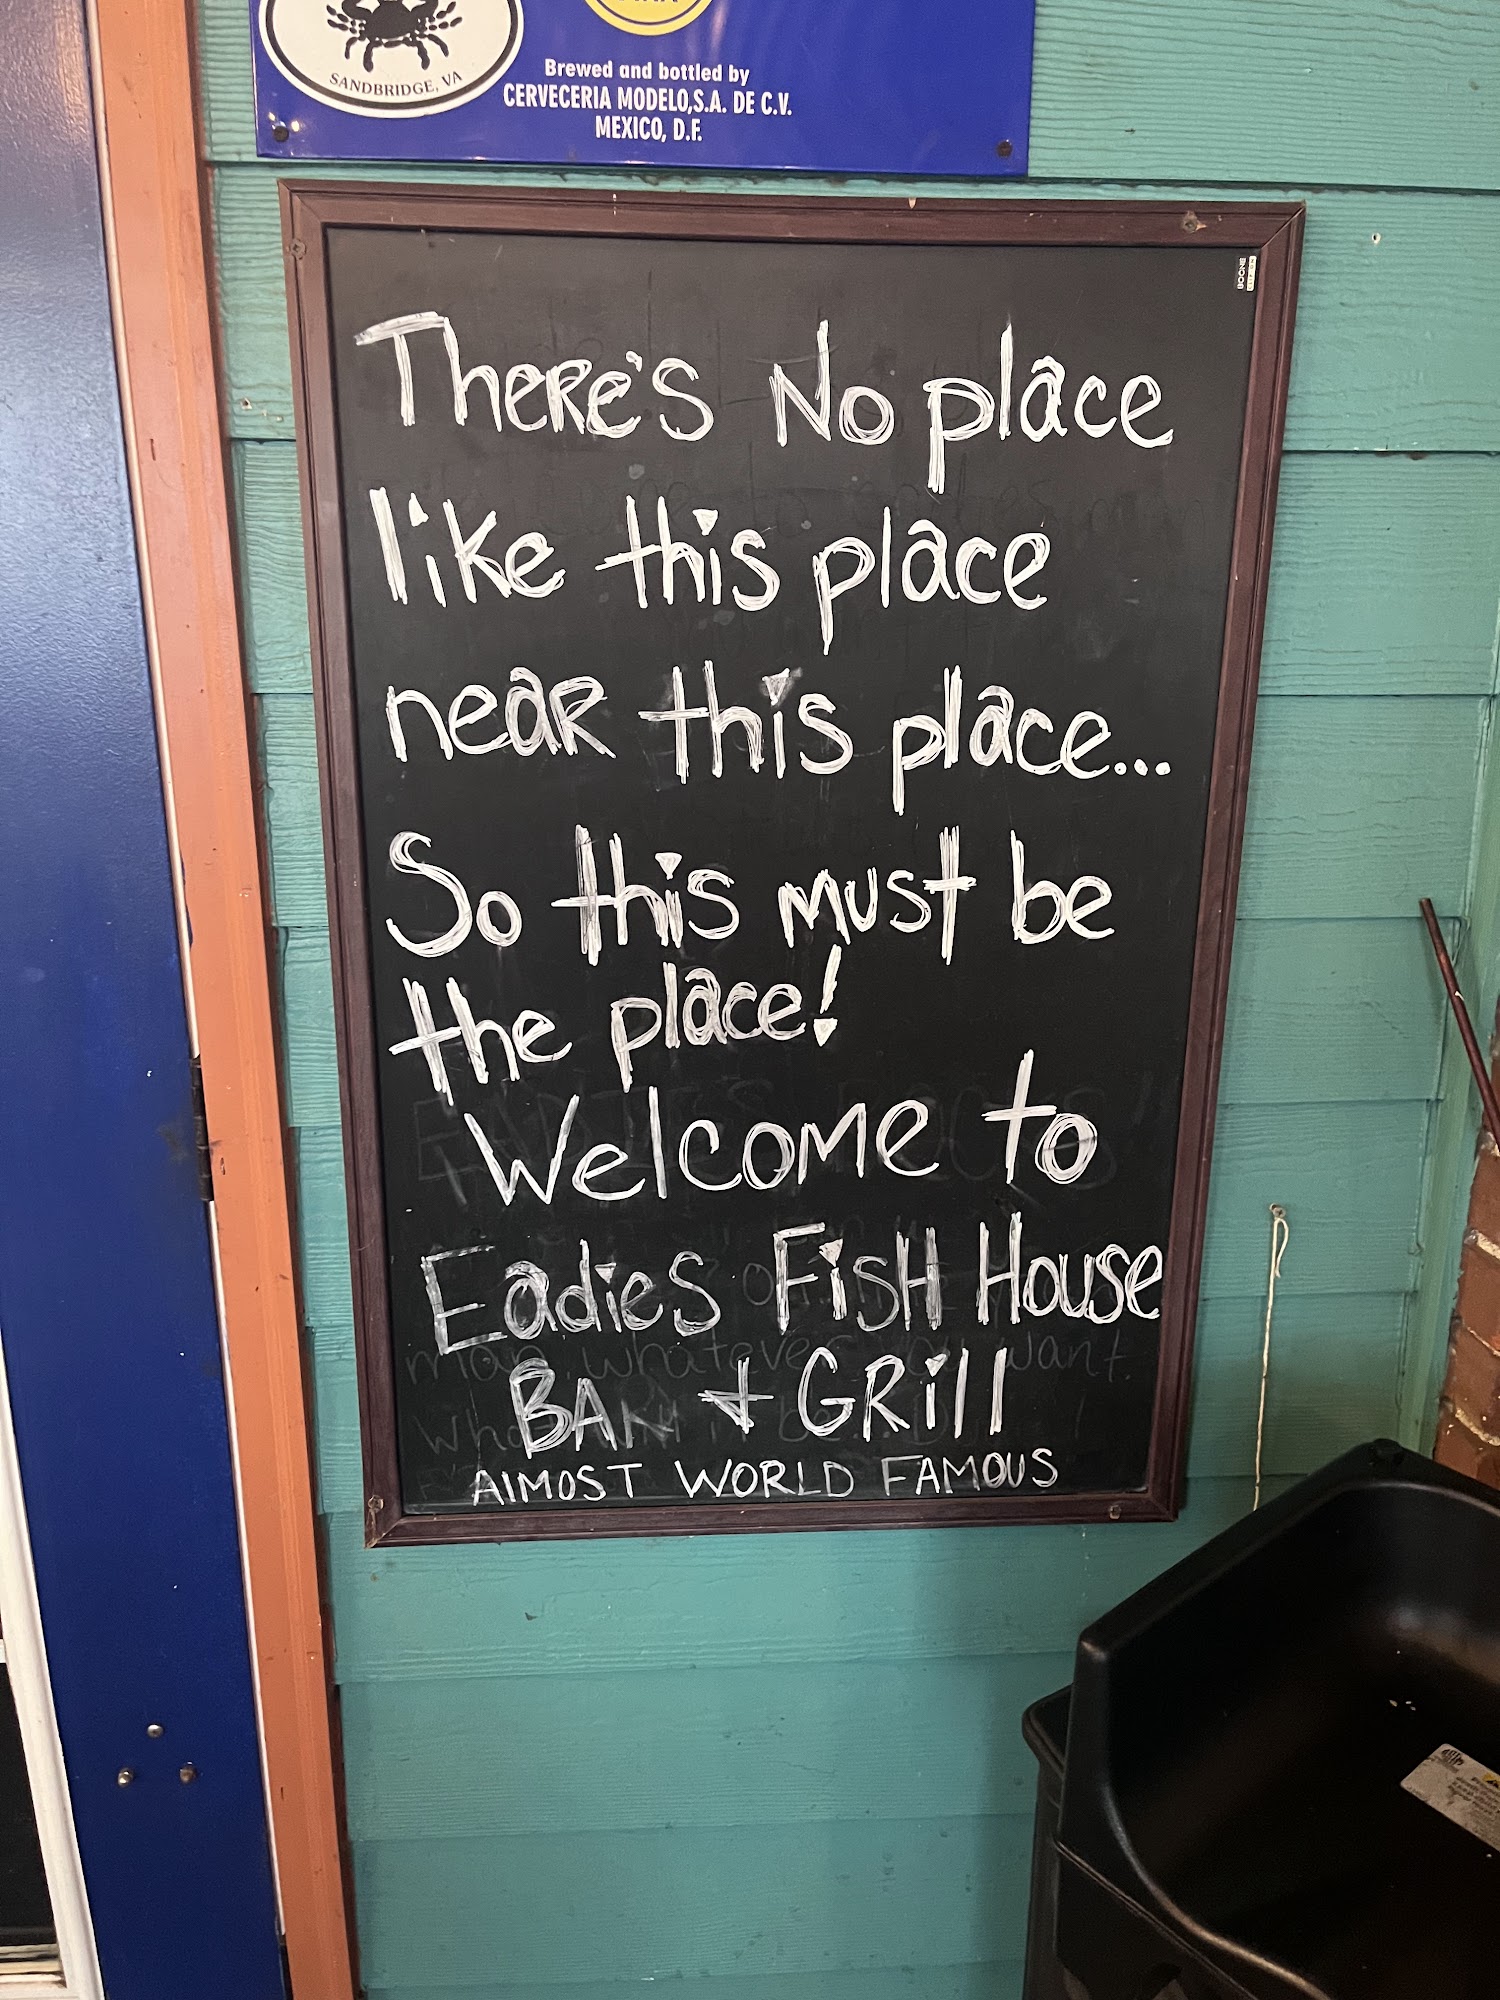 SANDBRIDGE, VA
Brewed and bottled by
CERVECERIA MODELO,S.A. DE C.V.
MEXICO, D.F.
There's No place
like this place
near this place...
So this must be
the place!
Welcome to
Eadies Fish House
BAR + GRill
AlMOST WORLD FAMOUS